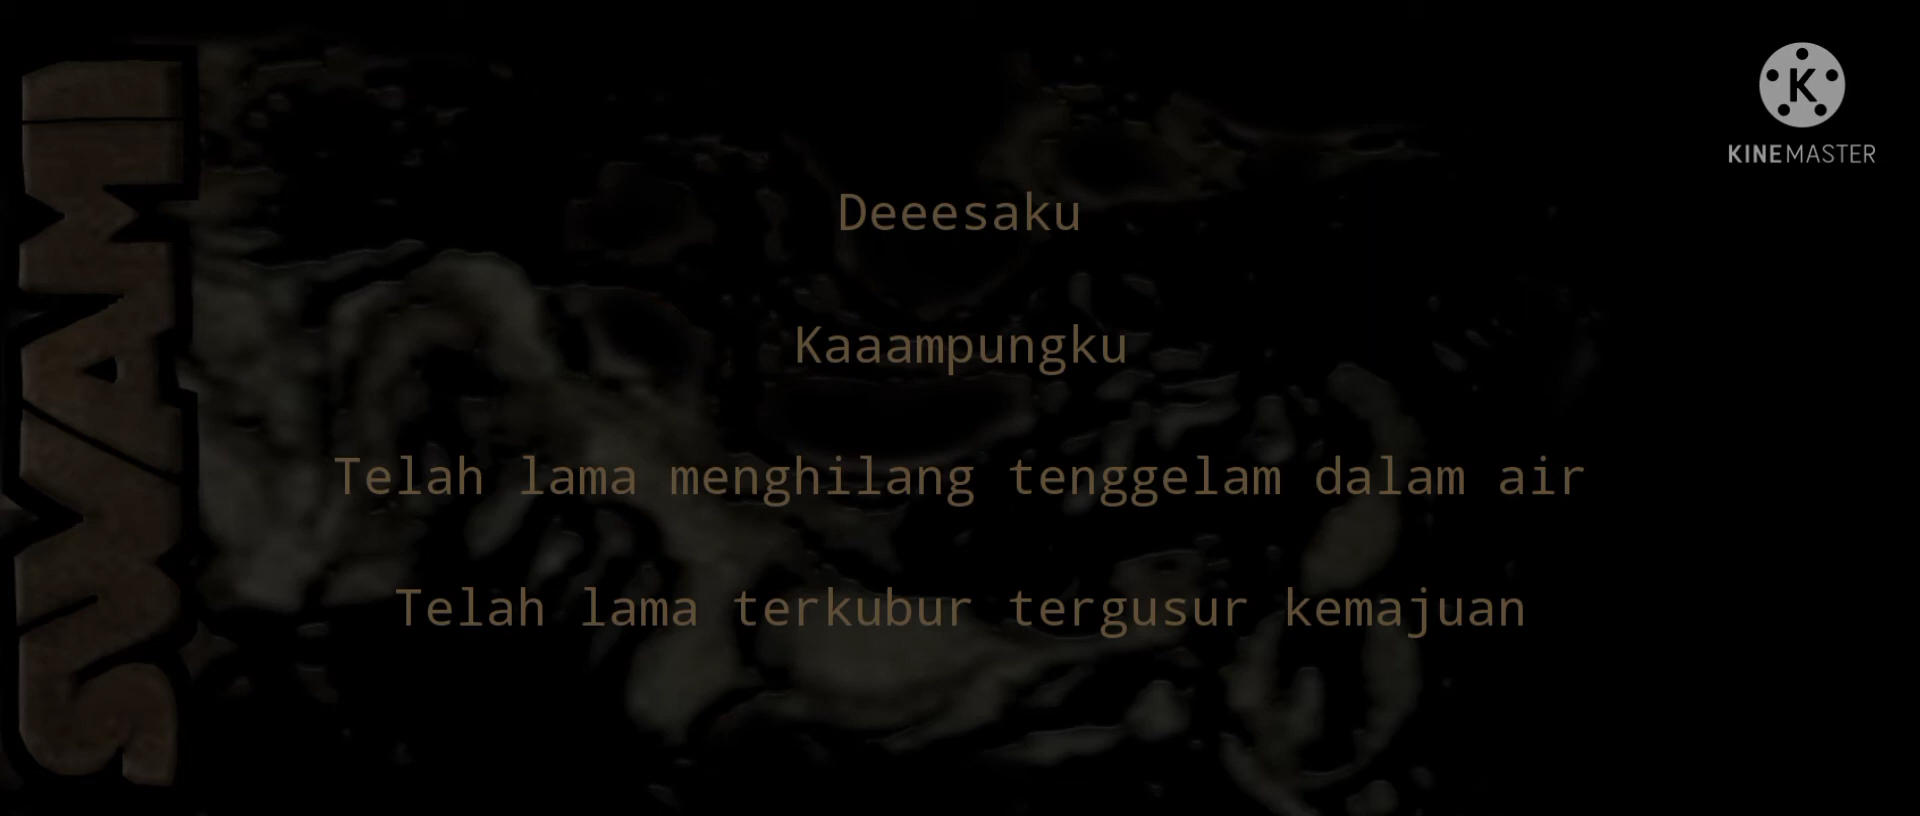 SWAMI
KINEMASTER
Deeesaku
Kaaampungku
Telah lama menghilang tenggelam dalam air
Telah lama terkubur tergusur kemajuan